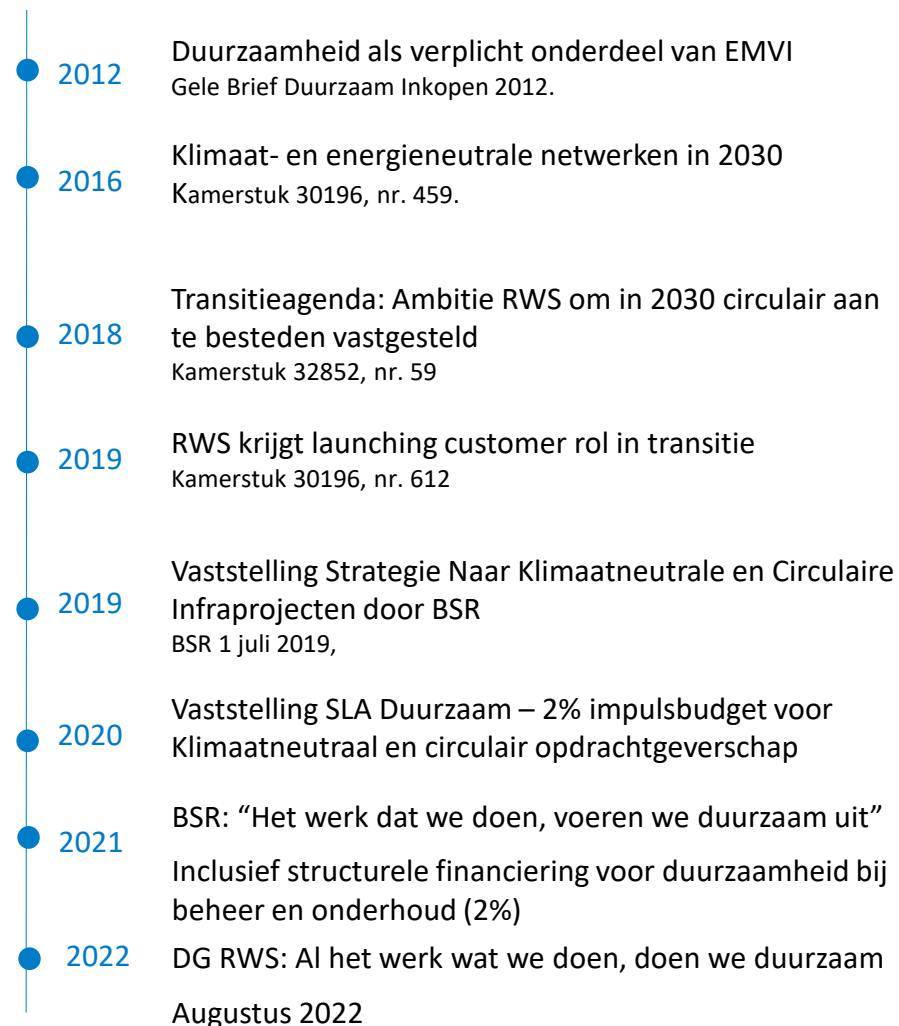 2012
Duurzaamheid als verplicht onderdeel van EMVI
Gele Brief Duurzaam Inkopen 2012.
2016
Klimaat- en energieneutrale netwerken in 2030
Kamerstuk 30196, nr. 459.
2018
Transitieagenda: Ambitie RWS om in 2030 circulair aan
te besteden vastgesteld
Kamerstuk 32852, nr. 59
2019
RWS krijgt launching customer rol in transitie
Kamerstuk 30196, nr. 612
2019
Vaststelling Strategie Naar Klimaatneutrale en Circulaire
Infraprojecten door BSR
BSR 1 juli 2019,
2020
Vaststelling SLA Duurzaam – 2% impulsbudget voor
Klimaatneutraal en circulair opdrachtgeverschap
2021
BSR: “Het werk dat we doen, voeren we duurzaam uit”
Inclusief structurele financiering voor duurzaamheid bij
beheer en onderhoud (2%)
2022
DG RWS: Al het werk wat we doen, doen we duurzaam
Augustus 2022